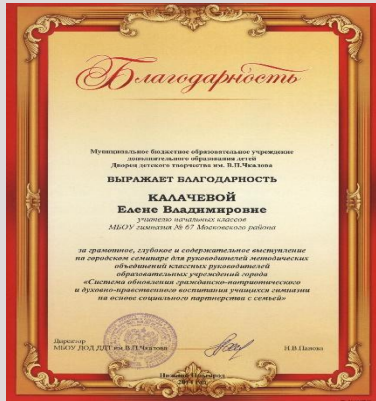 Благодарность
Муниципальное бюджетное образовательное учреждение
дополнительного образования детей
Дворец детского творчества им. В.П.Чкалова
ВЫРАЖАЕТ БЛАГОДАРНОСТЬ
КАЛАЧЕВОЙ
Елене Владимировне
учителю начальных классов
МБОУ гимназия № 67 Московского района
за грамотное, глубокое и содержательное выступление
на городском семинаре для руководителей методических
объединений классных руководителей
образовательных учреждений города
«Система обновления гражданско-патриотического
и духовно-нравственного воспитания учащихся гимназии
на основе социального партнерства с семьей»
Директор
МБОУ ДОД ДДТ им В.П.Чкалова
Нижний Новгород
2014 год